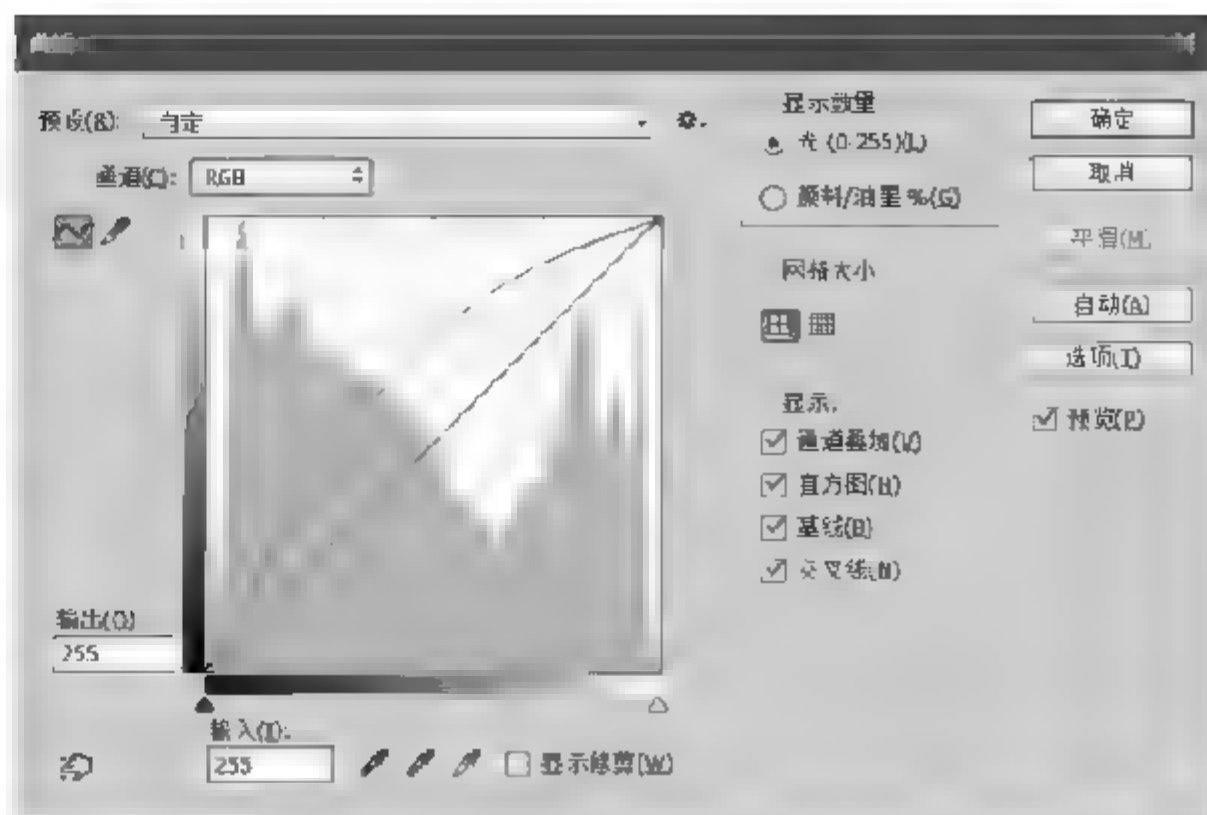 预设(R): 自定
通道(C): RGB
输出(O)
255
输入(I):
255
显示修剪(W)
显示数量
光 (0-255)(L)
颜料/油墨 %(G)
网格大小
显示:
通道叠加(V)
直方图(H)
基线(B)
交叉线(N)
确定
取消
平滑(M)
自动(A)
选项(T)
预览(P)